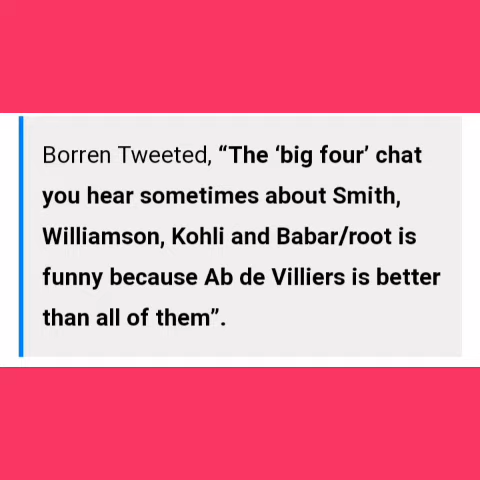 Borren Tweeted, “The ‘big four’ chat
you hear sometimes about Smith,
Williamson, Kohli and Babar/root is
funny because Ab de Villiers is better
than all of them”.